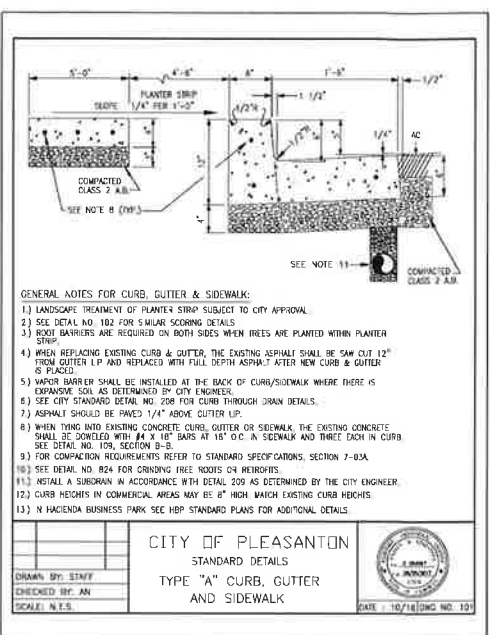 5'-0"
4'-6"
6"
1'-6"
1/2"
PLANTER STRIP
SLOPE 1/4" PER 1'-0"
1/2"R
1 1/2"
1/2"R
1/4"
AC
12"
4"
COMPACTED
CLASS 2 A.B.
SEE NOTE 8 (TYP.)
SEE NOTE 11
COMPACTED
CLASS 2 A.B.
GENERAL NOTES FOR CURB, GUTTER & SIDEWALK:
1.) LANDSCAPE TREATMENT OF PLANTER STRIP SUBJECT TO CITY APPROVAL
2.) SEE DETAIL NO. 102 FOR SIMILAR SCORING DETAILS
3.) ROOT BARRIERS ARE REQUIRED ON BOTH SIDES WHEN TREES ARE PLANTED WITHIN PLANTER
STRIP.
4.) WHEN REPLACING EXISTING CURB & GUTTER, THE EXISTING ASPHALT SHALL BE SAW CUT 12"
FROM GUTTER LIP AND REPLACED WITH FULL DEPTH ASPHALT AFTER NEW CURB & GUTTER
IS PLACED.
5.) VAPOR BARRIER SHALL BE INSTALLED AT THE BACK OF CURB/SIDEWALK WHERE THERE IS
EXPANSIVE SOIL AS DETERMINED BY CITY ENGINEER.
6.) SEE CITY STANDARD DETAIL NO. 208 FOR CURB THROUGH DRAIN DETAILS.
7.) ASPHALT SHOULD BE PAVED 1/4" ABOVE GUTTER LIP.
8.) WHEN TYING INTO EXISTING CONCRETE CURB, GUTTER OR SIDEWALK, THE EXISTING CONCRETE
SHALL BE DOWELED WITH #4 X 18" BARS AT 16" O.C. IN SIDEWALK AND THREE EACH IN CURB.
SEE DETAIL NO. 109, SECTION B-B.
9.) FOR COMPACTION REQUIREMENTS REFER TO STANDARD SPECIFICATIONS, SECTION 7-03A.
10.) SEE DETAIL NO. 824 FOR GRINDING TREE ROOTS OR RETROFITS.
11.) INSTALL A SUBDRAIN IN ACCORDANCE WITH DETAIL 209 AS DETERMINED BY THE CITY ENGINEER.
12.) CURB HEIGHTS IN COMMERCIAL AREAS MAY BE 8" HIGH. MATCH EXISTING CURB HEIGHTS.
13.) IN HACIENDA BUSINESS PARK SEE HBP STANDARD PLANS FOR ADDITIONAL DETAILS.
CITY OF PLEASANTON
STANDARD DETAILS
TYPE "A" CURB, GUTTER
AND SIDEWALK
DRAWN BY: STAFF
CHECKED BY: AN
SCALE: N.T.S.
DATE : 10/16
DWG NO. 101